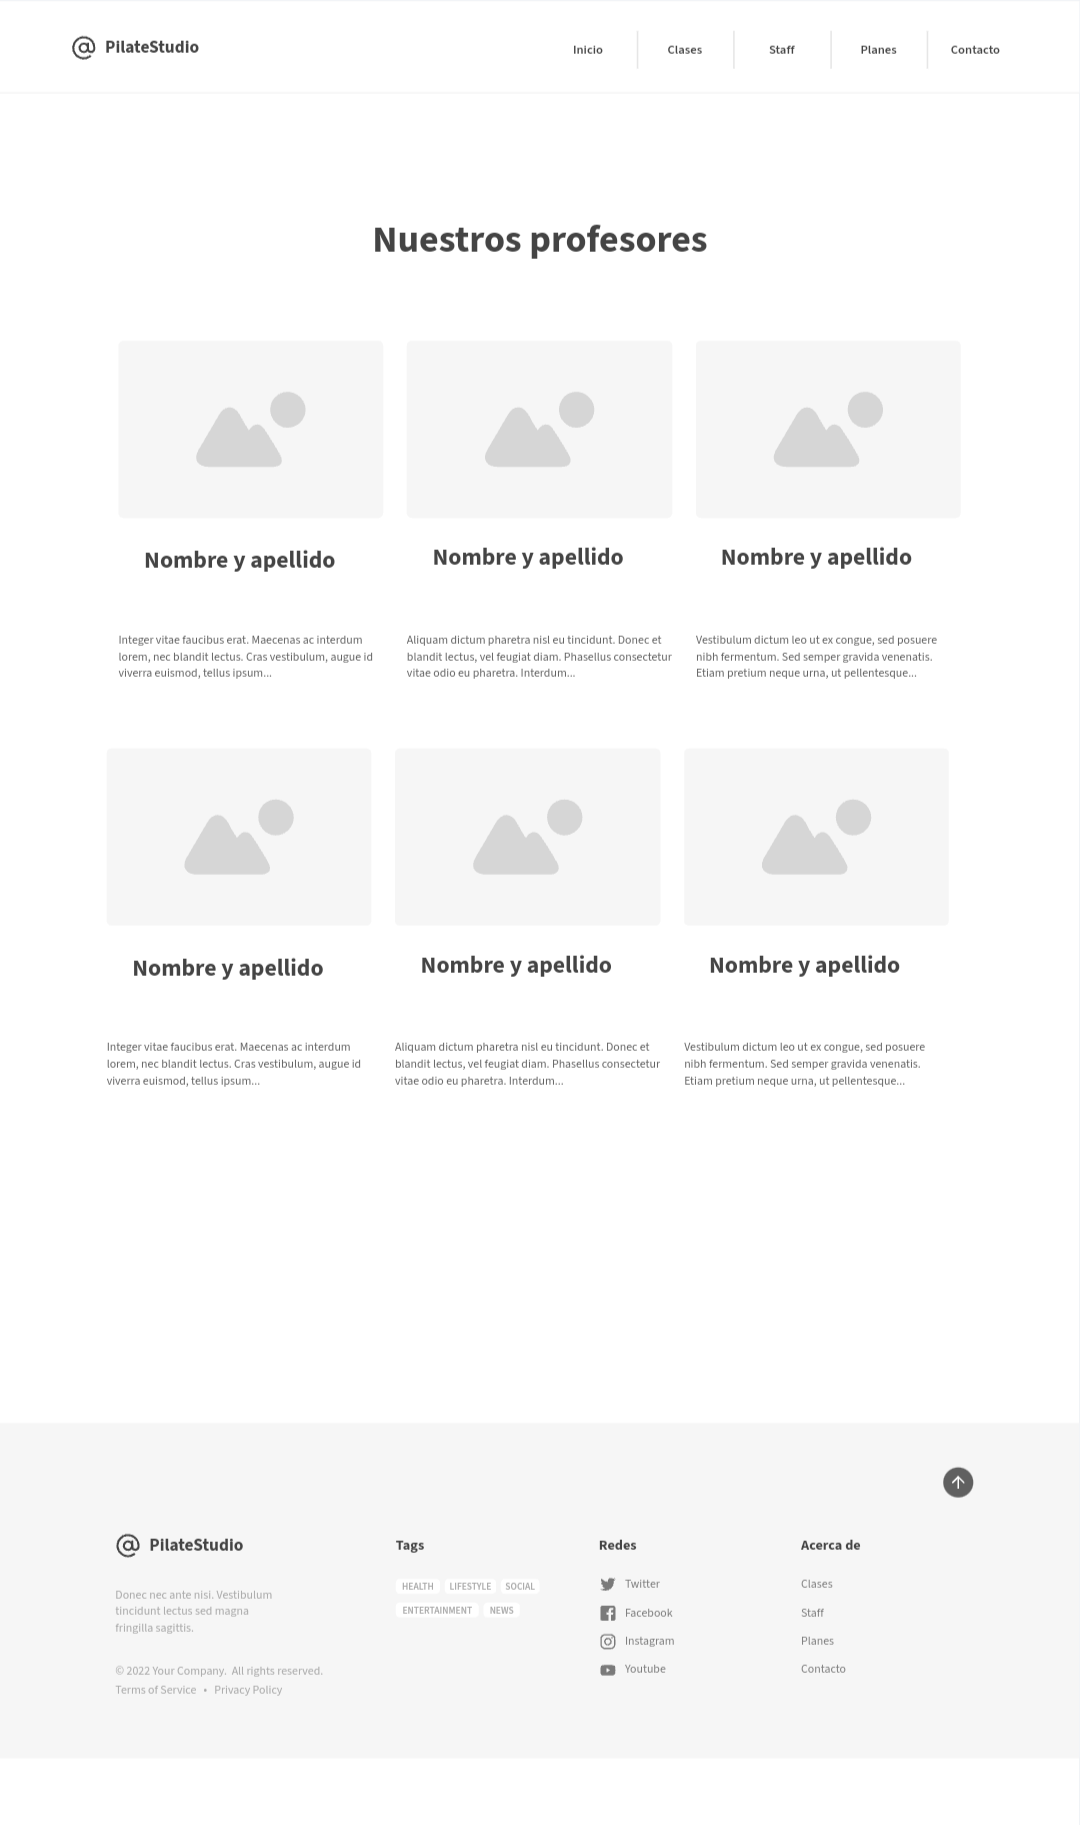 PilateStudio
Inicio
Clases
Staff
Planes
Contacto
Nuestros profesores
Nombre y apellido
Nombre y apellido
Nombre y apellido
Integer vitae faucibus erat. Maecenas ac interdum
lorem, nec blandit lectus. Cras vestibulum, augue id
viverra euismod, tellus ipsum...
Aliquam dictum pharetra nisl eu tincidunt. Donec et
blandit lectus, vel feugiat diam. Phasellus consectetur
vitae odio eu pharetra. Interdum...
Vestibulum dictum leo ut ex congue, sed posuere
nibh fermentum. Sed semper gravida venenatis.
Etiam pretium neque urna, ut pellentesque...
Nombre y apellido
Nombre y apellido
Nombre y apellido
Integer vitae faucibus erat. Maecenas ac interdum
lorem, nec blandit lectus. Cras vestibulum, augue id
viverra euismod, tellus ipsum...
Aliquam dictum pharetra nisl eu tincidunt. Donec et
blandit lectus, vel feugiat diam. Phasellus consectetur
vitae odio eu pharetra. Interdum...
Vestibulum dictum leo ut ex congue, sed posuere
nibh fermentum. Sed semper gravida venenatis.
Etiam pretium neque urna, ut pellentesque...
PilateStudio
Donec nec ante nisi. Vestibulum
tincidunt lectus sed magna
fringilla sagittis.
© 2022 Your Company. All rights reserved.
Terms of Service • Privacy Policy
Tags
HEALTH LIFESTYLE SOCIAL
ENTERTAINMENT NEWS
Redes
Twitter
Facebook
Instagram
Youtube
Acerca de
Clases
Staff
Planes
Contacto